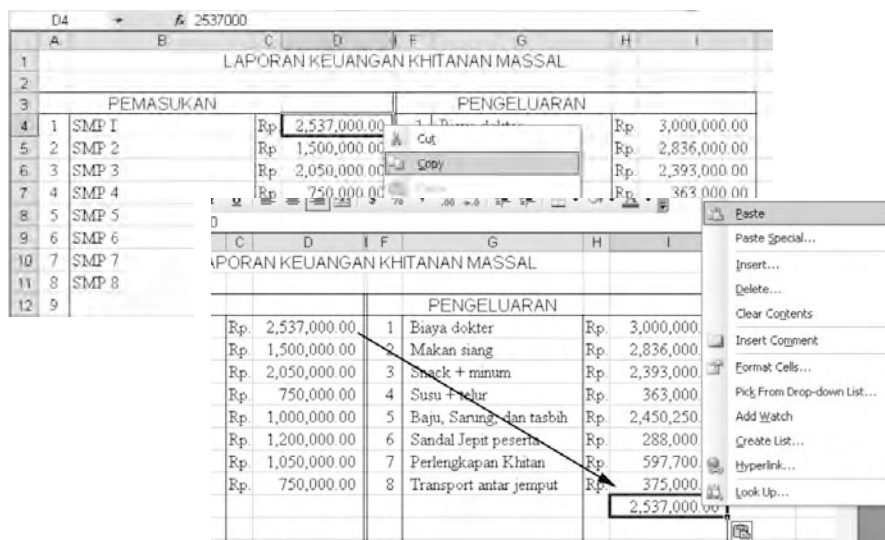 D4 fx 2537000
A B C D F G H I
1 LAPORAN KEUANGAN KHITANAN MASSAL
2
3 PEMASUKAN PENGELUARAN
4 1 SMP I Rp 2,537,000.00 1 Biaya dokter Rp. 3,000,000.00
5 2 SMP 2 Rp 1,500,000.00 Rp. 2,836,000.00
6 3 SMP 3 Rp 2,050,000.00 Rp. 2,393,000.00
7 4 SMP 4 Rp 750,000.00 Rp. 363,000.00
8 5 SMP 5
9 6 SMP 6
10 7 SMP 7
11 8 SMP 8
12 9
Cut
Copy
0
C D F G H I
APORAN KEUANGAN KHITANAN MASSAL
PENGELUARAN
Rp. 2,537,000.00 1 Biaya dokter Rp. 3,000,000.
Rp. 1,500,000.00 2 Makan siang Rp. 2,836,000.
Rp. 2,050,000.00 3 Snack + minum Rp. 2,393,000.
Rp. 750,000.00 4 Susu + telur Rp. 363,000.
Rp. 1,000,000.00 5 Baju, Sarung, dan tasbih Rp. 2,450,250.
Rp. 1,200,000.00 6 Sandal Jepit peserta Rp. 288,000.
Rp. 1,050,000.00 7 Perlengkapan Khitan Rp. 597,700.
Rp. 750,000.00 8 Transport antar jemput Rp. 375,000.
2,537,000.00
Paste
Paste Special...
Insert...
Delete...
Clear Contents
Insert Comment
Format Cells...
Pick From Drop-down List...
Add Watch
Create List...
Hyperlink...
Look Up...